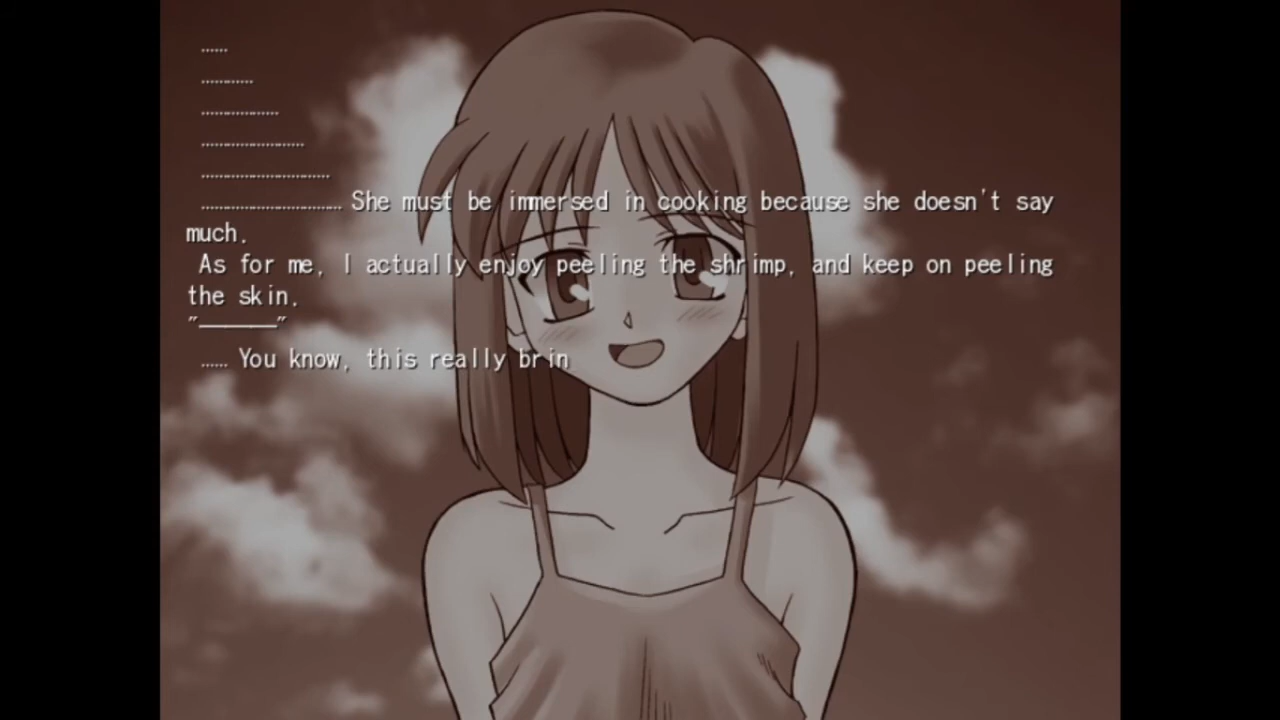 ……
…………
………………
……………………
…………………………
……………………………… She must be immersed in cooking because she doesn't say
much.
As for me, I actually enjoy peeling the shrimp, and keep on peeling
the skin.
"――――――"
…… You know, this really brin